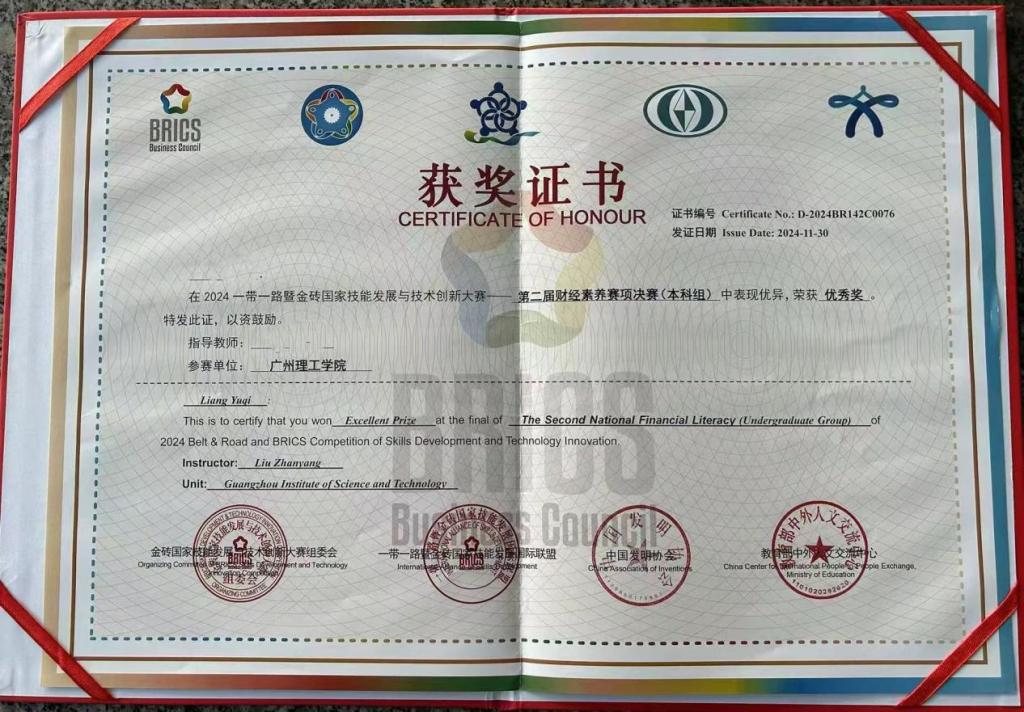 BRICS
Business Council
获奖证书
CERTIFICATE OF HONOUR
证书编号 Certificate No.: D-2024BR142C0076
发证日期 Issue Date: 2024-11-30
在 2024 一带一路暨金砖国家技能发展与技术创新大赛—— 第二届财经素养赛项决赛(本科组) 中表现优异,荣获 优秀奖 。
特发此证,以资鼓励。
指导教师:
参赛单位: 广州理工学院
Liang Yuqi :
This is to certify that you won Excellent Prize at the final of The Second National Financial Literacy (Undergraduate Group) of
2024 Belt & Road and BRICS Competition of Skills Development and Technology Innovation.
Instructor: Liu Zhanyang
Unit: Guangzhou Institute of Science and Technology
BRICS
Business Council
金砖国家技能发展与技术创新大赛组委会
一带一路暨金砖国家技能发展国际联盟
中国发明协会
教育部中外人文交流中心
China Association of Inventions
China Center for International People-to-People Exchange,
Ministry of Education